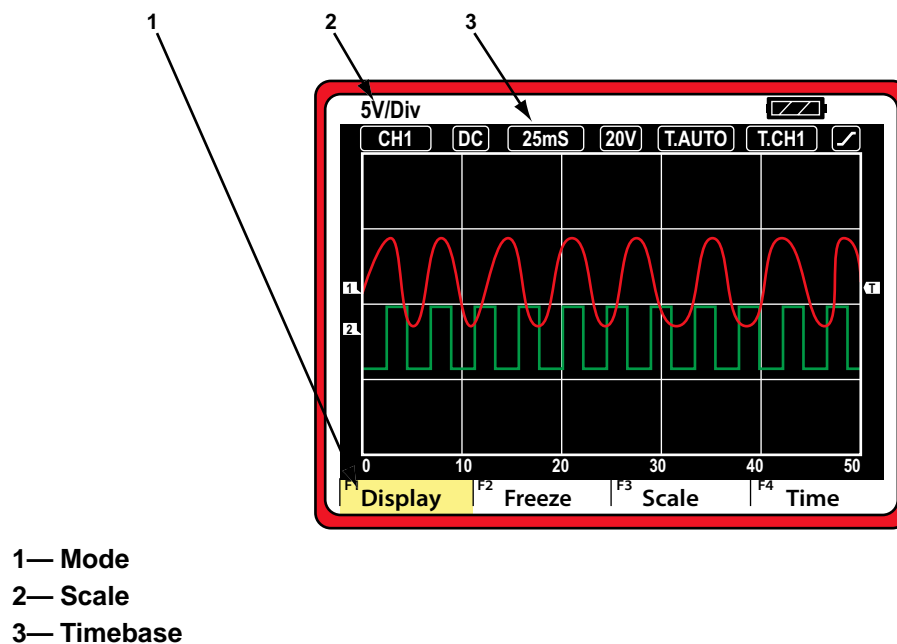 1 2 3
5V/Div
CH1 DC 25mS 20V T.AUTO T.CH1
1 T
2
0 10 20 30 40 50
F1 Display F2 Freeze F3 Scale F4 Time
1— Mode
2— Scale
3— Timebase